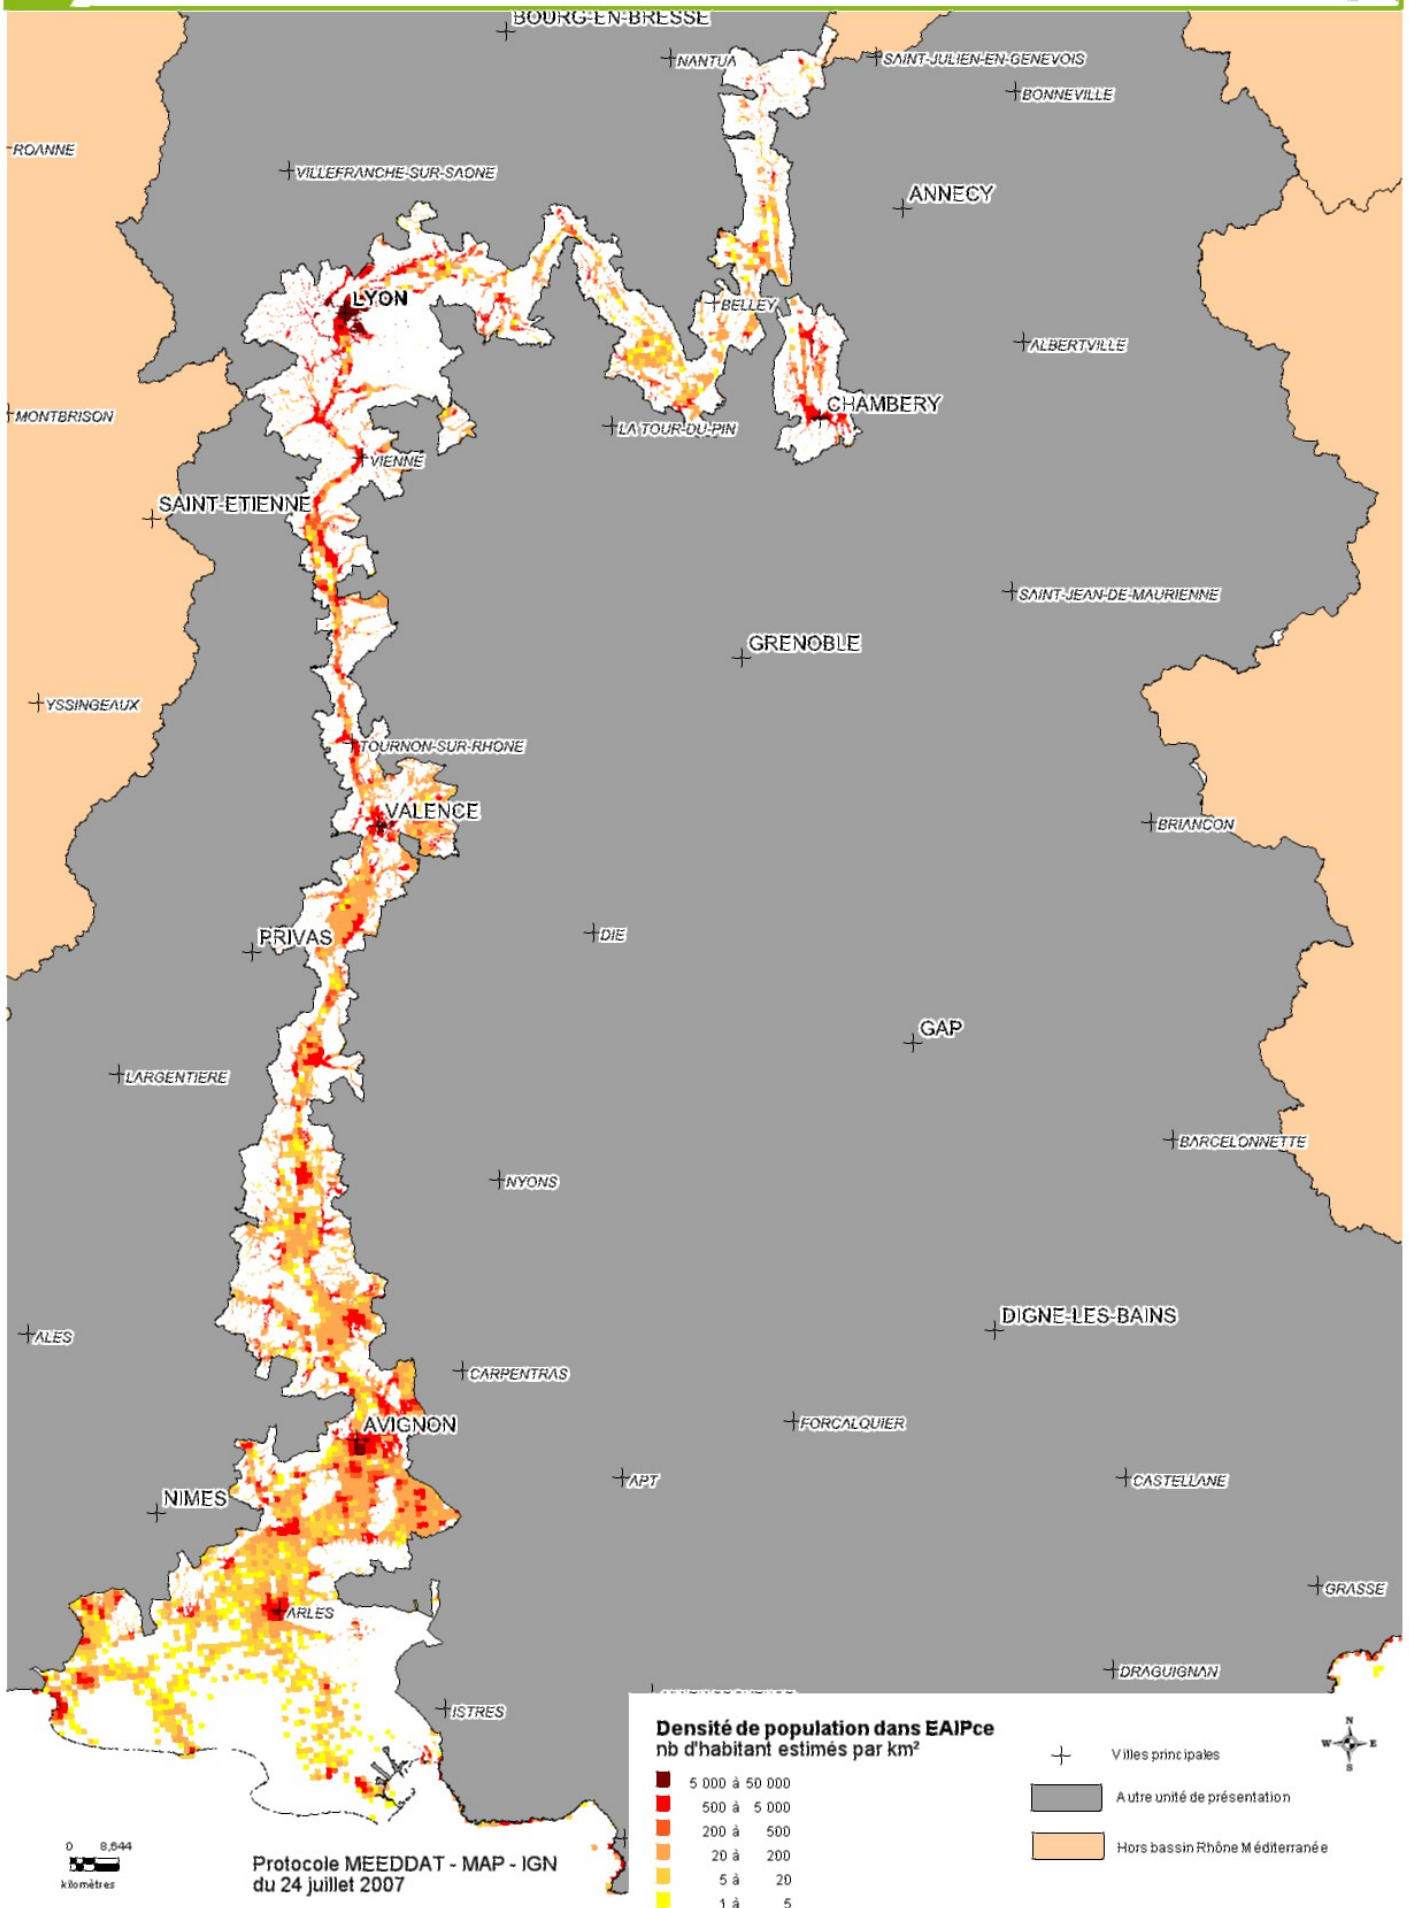 BOURG-EN-BRESSE
NANTUA
SAINT-JULIEN-EN-GENEVOIS
BONNEVILLE
ROANNE
VILLEFRANCHE-SUR-SAONE
ANNECY
LYON
BELLEY
ALBERTVILLE
MONTBRISON
CHAMBERY
LA TOUR-DU-PIN
VIENNE
SAINT-ETIENNE
SAINT-JEAN-DE-MAURIENNE
GRENOBLE
YSSINGEAUX
TOURNON-SUR-RHONE
VALENCE
BRIANCON
PRIVAS
DIE
GAP
LARGENTIERE
BARCELONNETTE
NYONS
DIGNE-LES-BAINS
ALES
CARPENTRAS
AVIGNON
FORCALQUIER
APT
CASTELLANE
NIMES
GRASSE
ARLES
DRAGUIGNAN
ISTRES
Densité de population dans EAIPce
nb d'habitant estimés par km²
5 000 à 50 000
500 à 5 000
200 à 500
20 à 200
5 à 20
1 à 5
Villes principales
Autre unité de présentation
Hors bassin Rhône Méditerranée
N
W E
S
0 8,644
kilomètres
Protocole MEEDDAT - MAP - IGN
du 24 juillet 2007